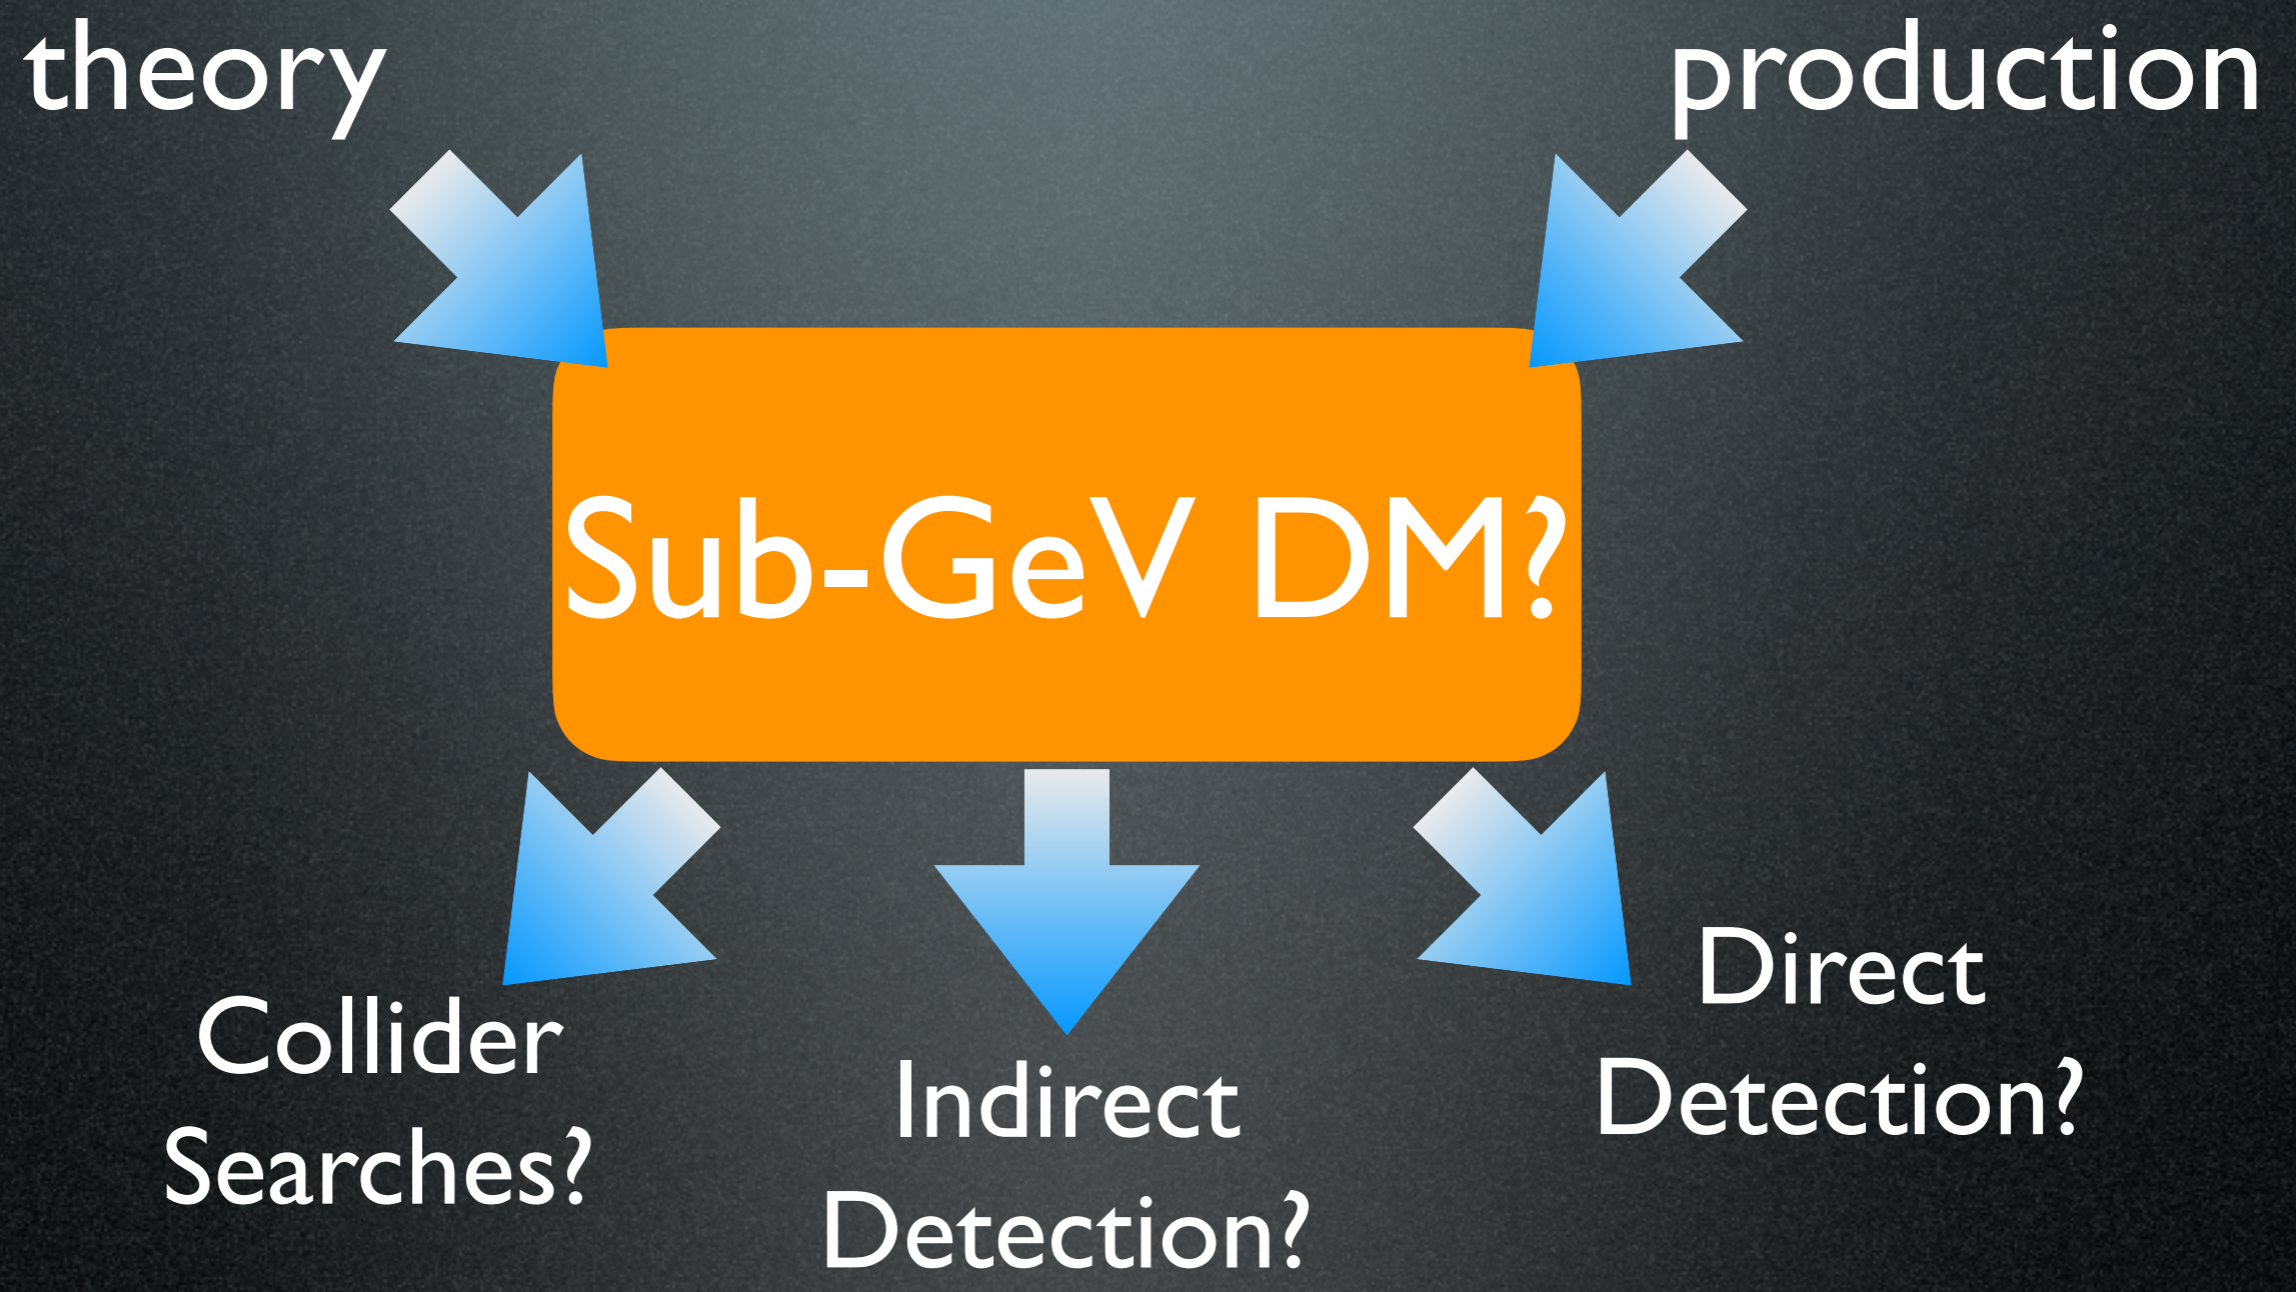 theory
production
Sub-GeV DM?
Collider
Searches?
Indirect
Detection?
Direct
Detection?